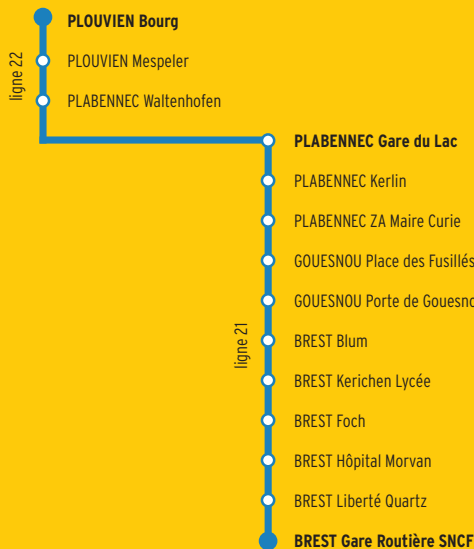 PLOUVIEN Bourg
ligne 22
PLOUVIEN Mespeler
PLABENNEC Waltenhofen
PLABENNEC Gare du Lac
PLABENNEC Kerlin
PLABENNEC ZA Maire Curie
GOUESNOU Place des Fusillés
GOUESNOU Porte de
ligne 21
BREST Blum
BREST Kerichen Lycée
BREST Foch
BREST Hôpital Morvan
BREST Liberté Quartz
BREST Gare Routière SNCF